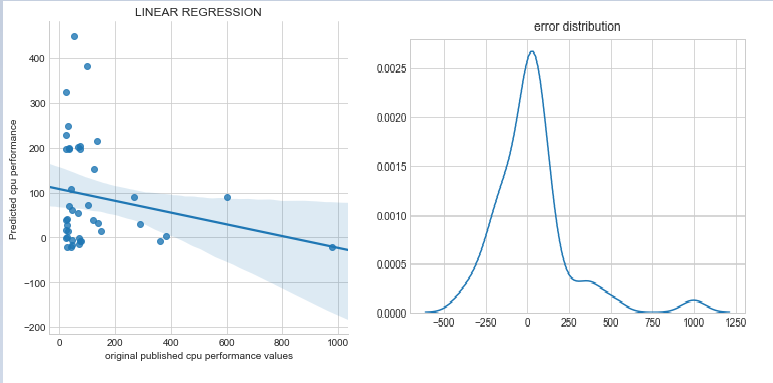 LINEAR REGRESSION
400
300
200
100
0
−100
−200
Predicted cpu performance
0 200 400 600 800 1000
original published cpu performance values
error distribution
0.0025
0.0020
0.0015
0.0010
0.0005
0.0000
−500 −250 0 250 500 750 1000 1250